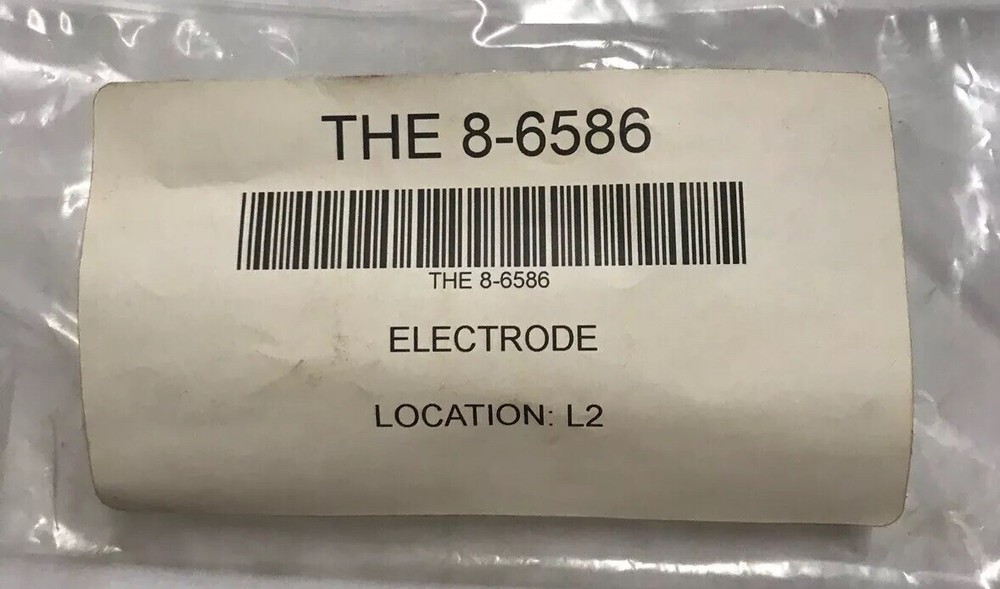 THE 8-6586
THE 8-6586
ELECTRODE
LOCATION: L2